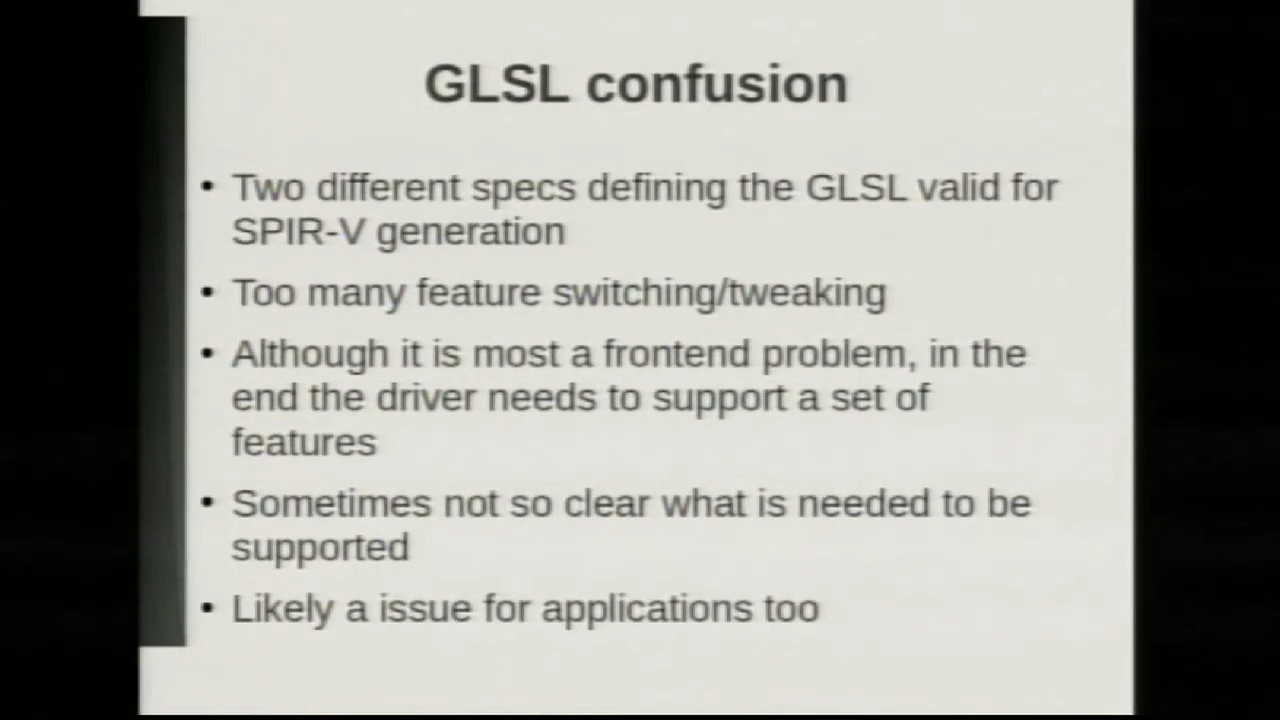 GLSL confusion
• Two different specs defining the GLSL valid for
SPIR-V generation
• Too many feature switching/tweaking
• Although it is most a frontend problem, in the
end the driver needs to support a set of
features
• Sometimes not so clear what is needed to be
supported
• Likely a issue for applications too